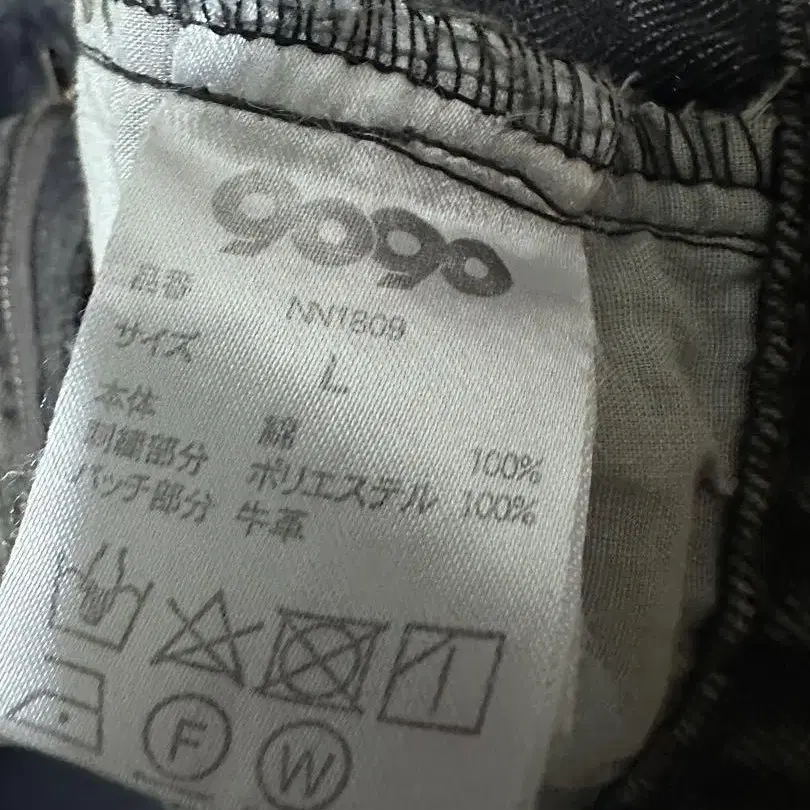 9090
品番 NN1809
サイズ L
本体 綿 100%
刺繍部分 ポリエステル 100%
パッチ部分 牛革
F W